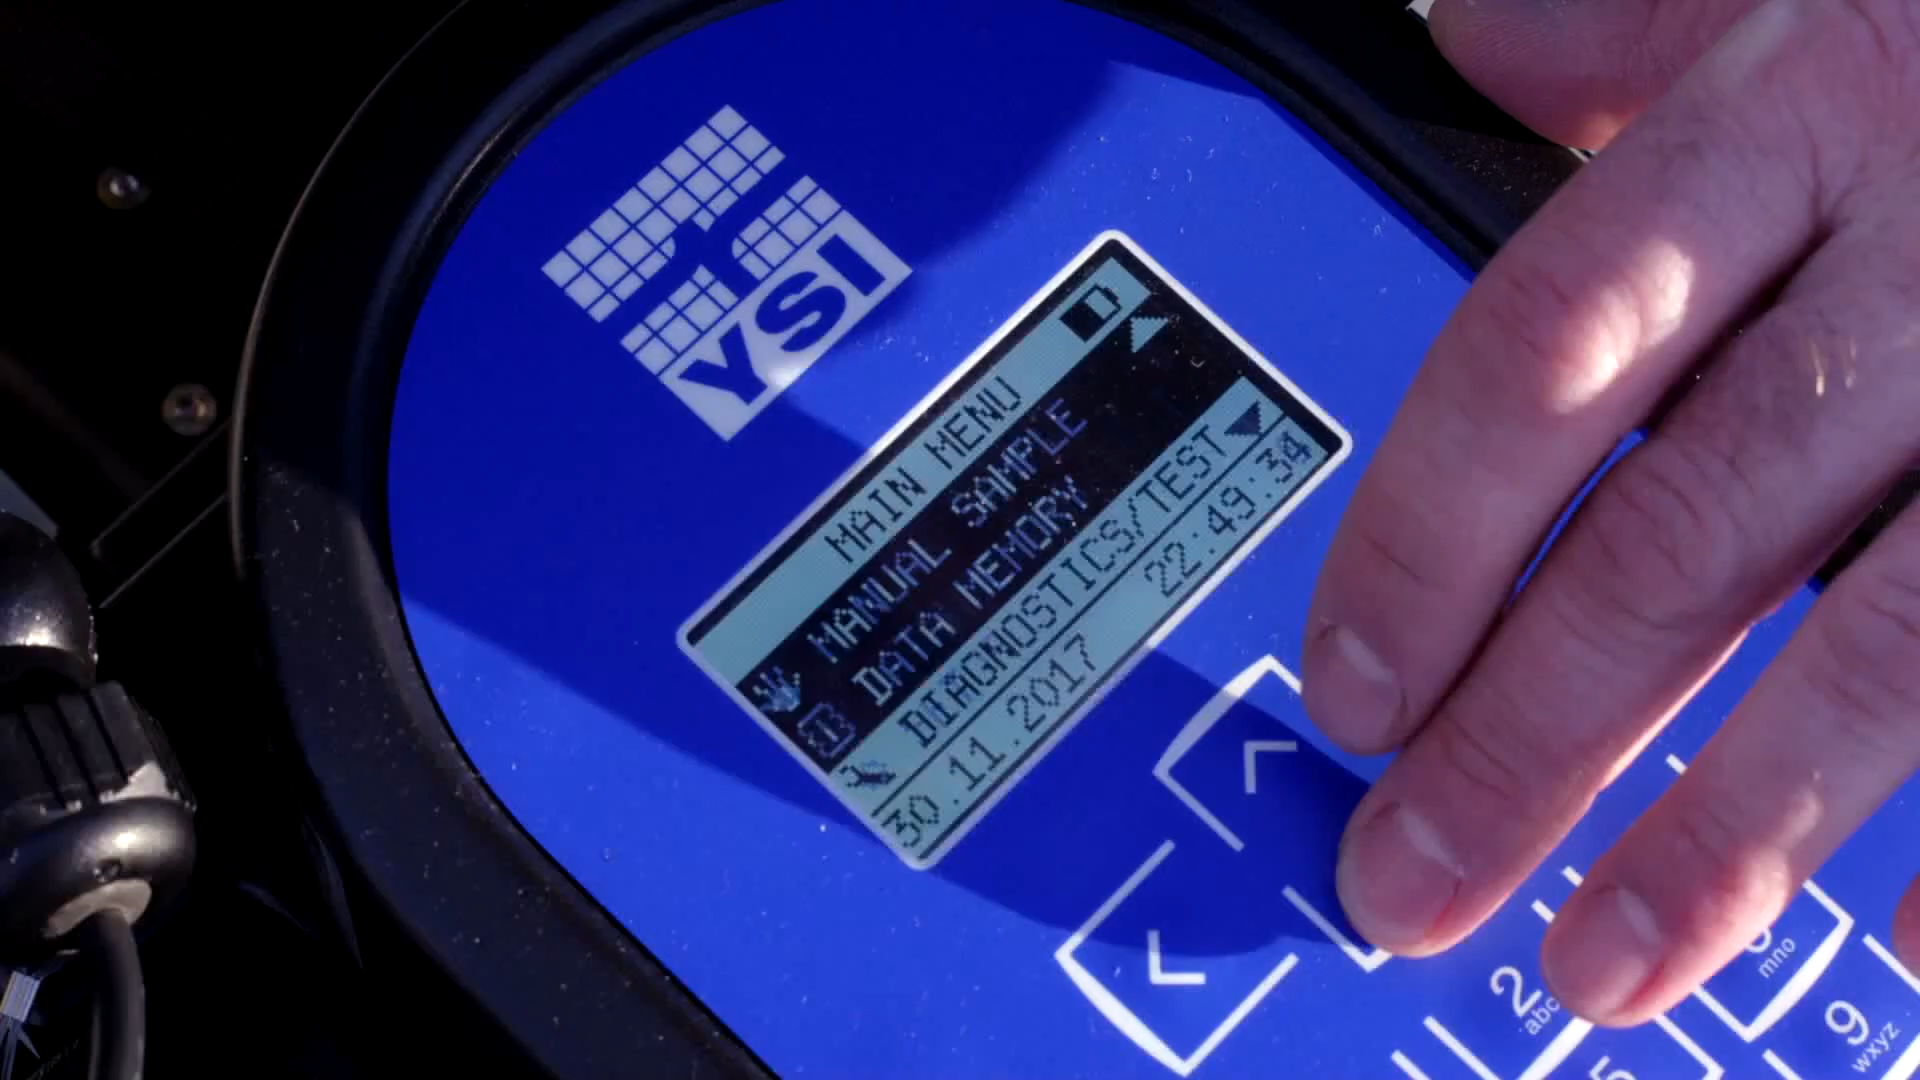 YSI
MAIN MENU
MANUAL SAMPLE
DATA MEMORY
DIAGNOSTICS/TEST
30.11.2017 22:49:34
2
abc
mno
5
9
wxyz